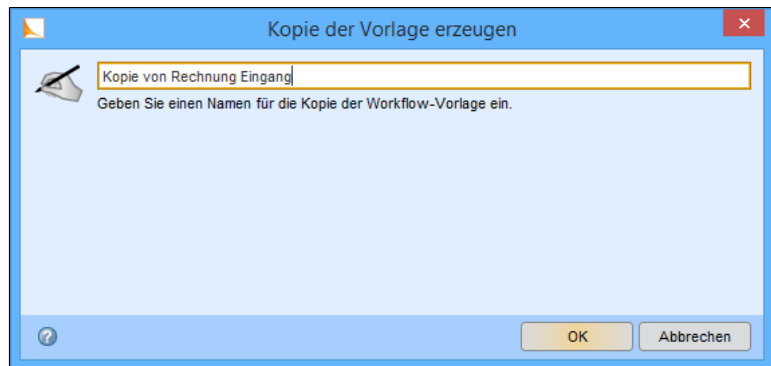 Kopie der Vorlage erzeugen
Kopie von Rechnung Eingang
Geben Sie einen Namen für die Kopie der Workflow-Vorlage ein.
OK
Abbrechen